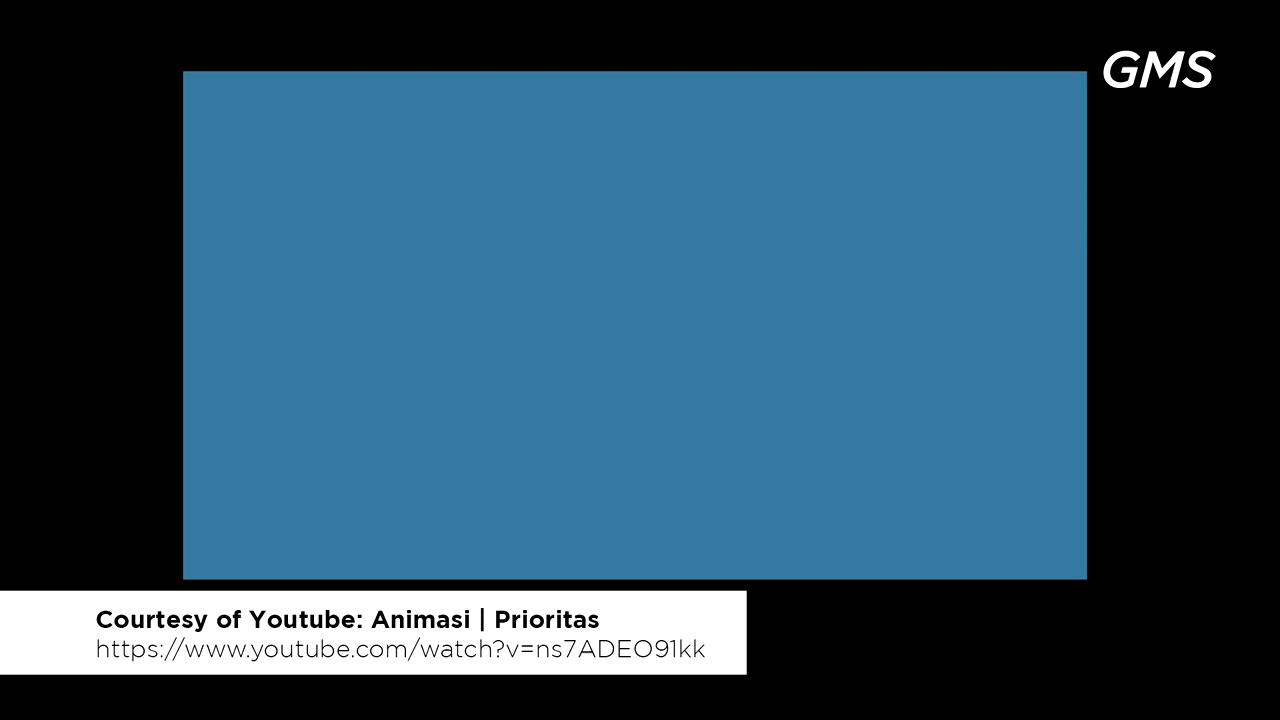 GMS
Courtesy of Youtube: Animasi | Prioritas
https://www.youtube.com/watch?v=ns7ADEO91kk